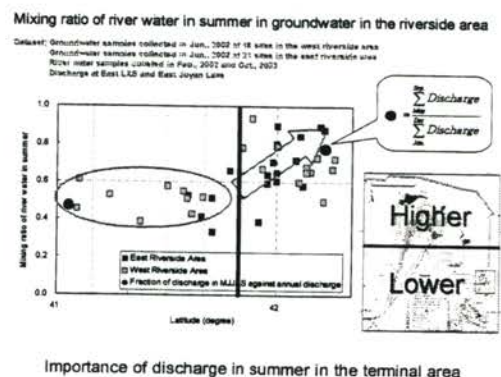 Mixing ratio of river water in summer in groundwater in the riverside area
Dataset: Groundwater samples collected in Jun., 2002 at 18 sites in the west riverside area
Groundwater samples collected in Jun., 2002 at 21 sites in the east riverside area
River water samples collected in Feb., 2002 and Oct., 2003
Discharge at East LXS and East Juyan Lake
Mixing ratio of river water in summer
1.0
0.8
0.6
0.4
0.2
0.0
41
42
Latitude (degree)
East Riverside Area
West Riverside Area
Fraction of discharge in MJJAS against annual discharge
= Discharge
Discharge
Higher
Lower
Importance of discharge in summer in the terminal area